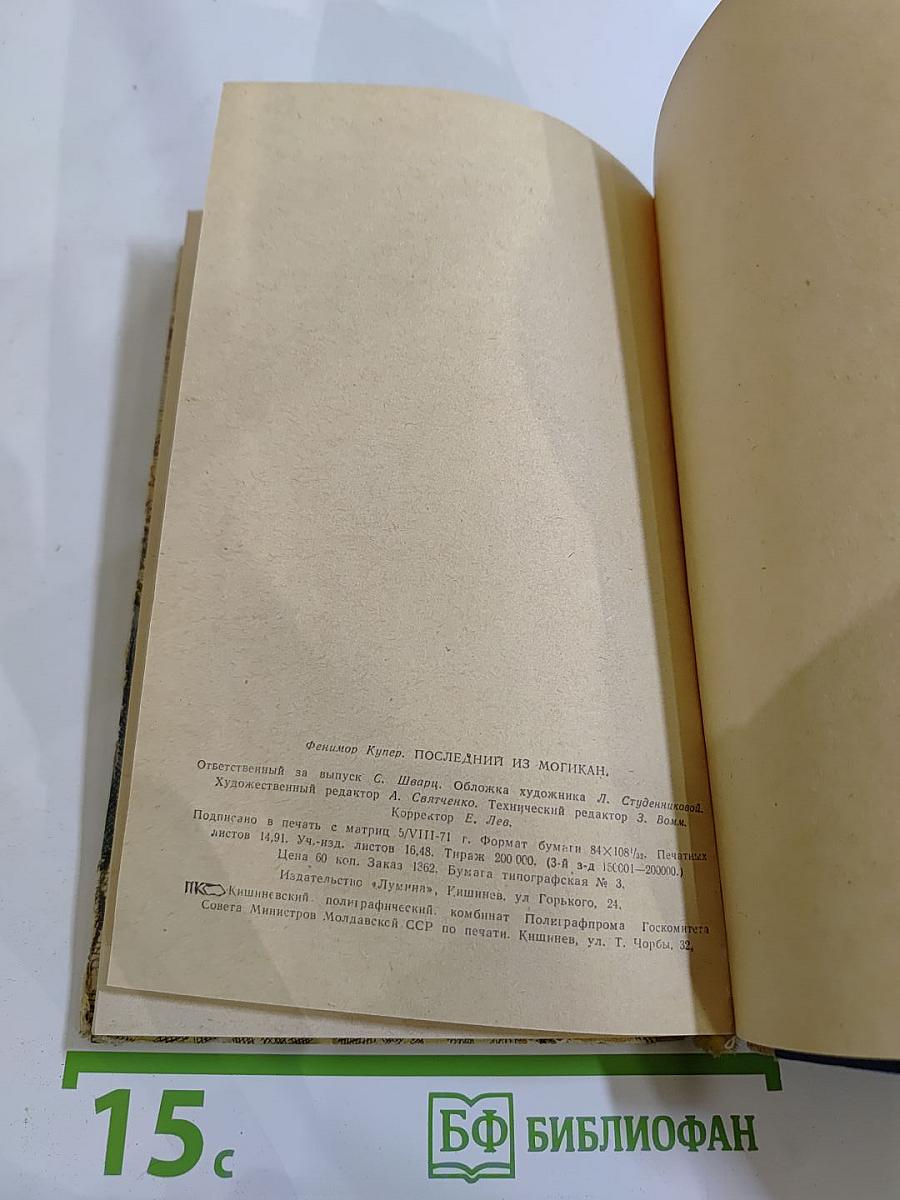 Фенимор Купер. ПОСЛЕДНИЙ ИЗ МОГИКАН.
Ответственный за выпуск С. Шварц. Обложка художника Л. Студенниковой.
Художественный редактор А. Святченко. Технический редактор З. Вомм.
Корректор Е. Лев.
Подписано в печать с матриц 5/VIII-71 г. Формат бумаги 84×108¹/₃₂. Печатных
листов 14,91. Уч.-изд. листов 16,48. Тираж 200 000. (3-й з-д 150001—200000.)
Цена 60 коп. Заказ 1362. Бумага типографская № 3.
Издательство «Лумина», Кишинев, ул Горького, 24.
ПК Кишиневский полиграфический комбинат Полиграфпрома Госкомитета
Совета Министров Молдавской ССР по печати. Кишинев, ул. Т. Чорбы, 32.
15 с
БФ БИБЛИОФАН